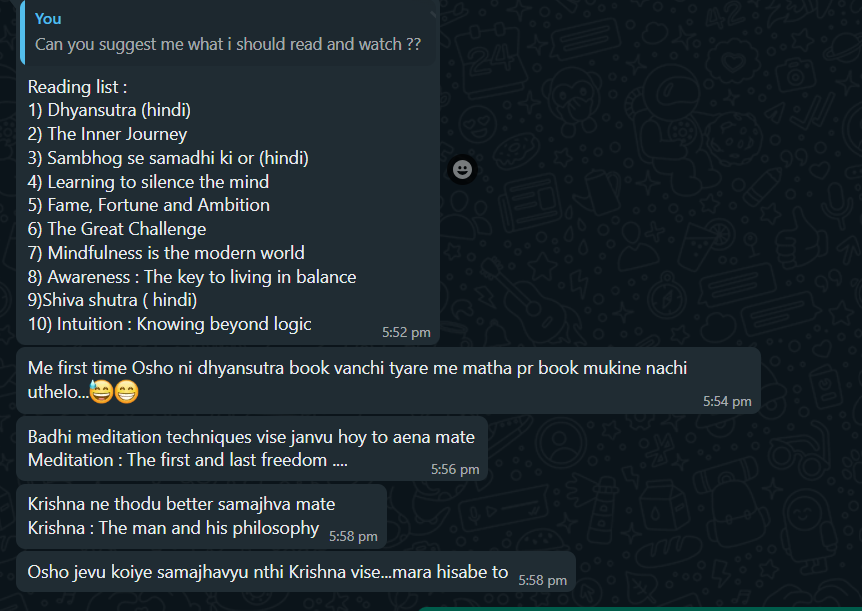 You
Can you suggest me what i should read and watch ??
Reading list :
1) Dhyansutra (hindi)
2) The Inner Journey
3) Sambhog se samadhi ki or (hindi)
4) Learning to silence the mind
5) Fame, Fortune and Ambition
6) The Great Challenge
7) Mindfulness is the modern world
8) Awareness : The key to living in balance
9)Shiva shutra ( hindi)
10) Intuition : Knowing beyond logic
5:52 pm
Me first time Osho ni dhyansutra book vanchi tyare me matha pr book mukine nachi
uthelo...😅😁
5:54 pm
Badhi meditation techniques vise janvu hoy to aena mate
Meditation : The first and last freedom ....
5:56 pm
Krishna ne thodu better samajhva mate
Krishna : The man and his philosophy
5:58 pm
Osho jevu koiye samajhavyu nthi Krishna vise...mara hisabe to
5:58 pm